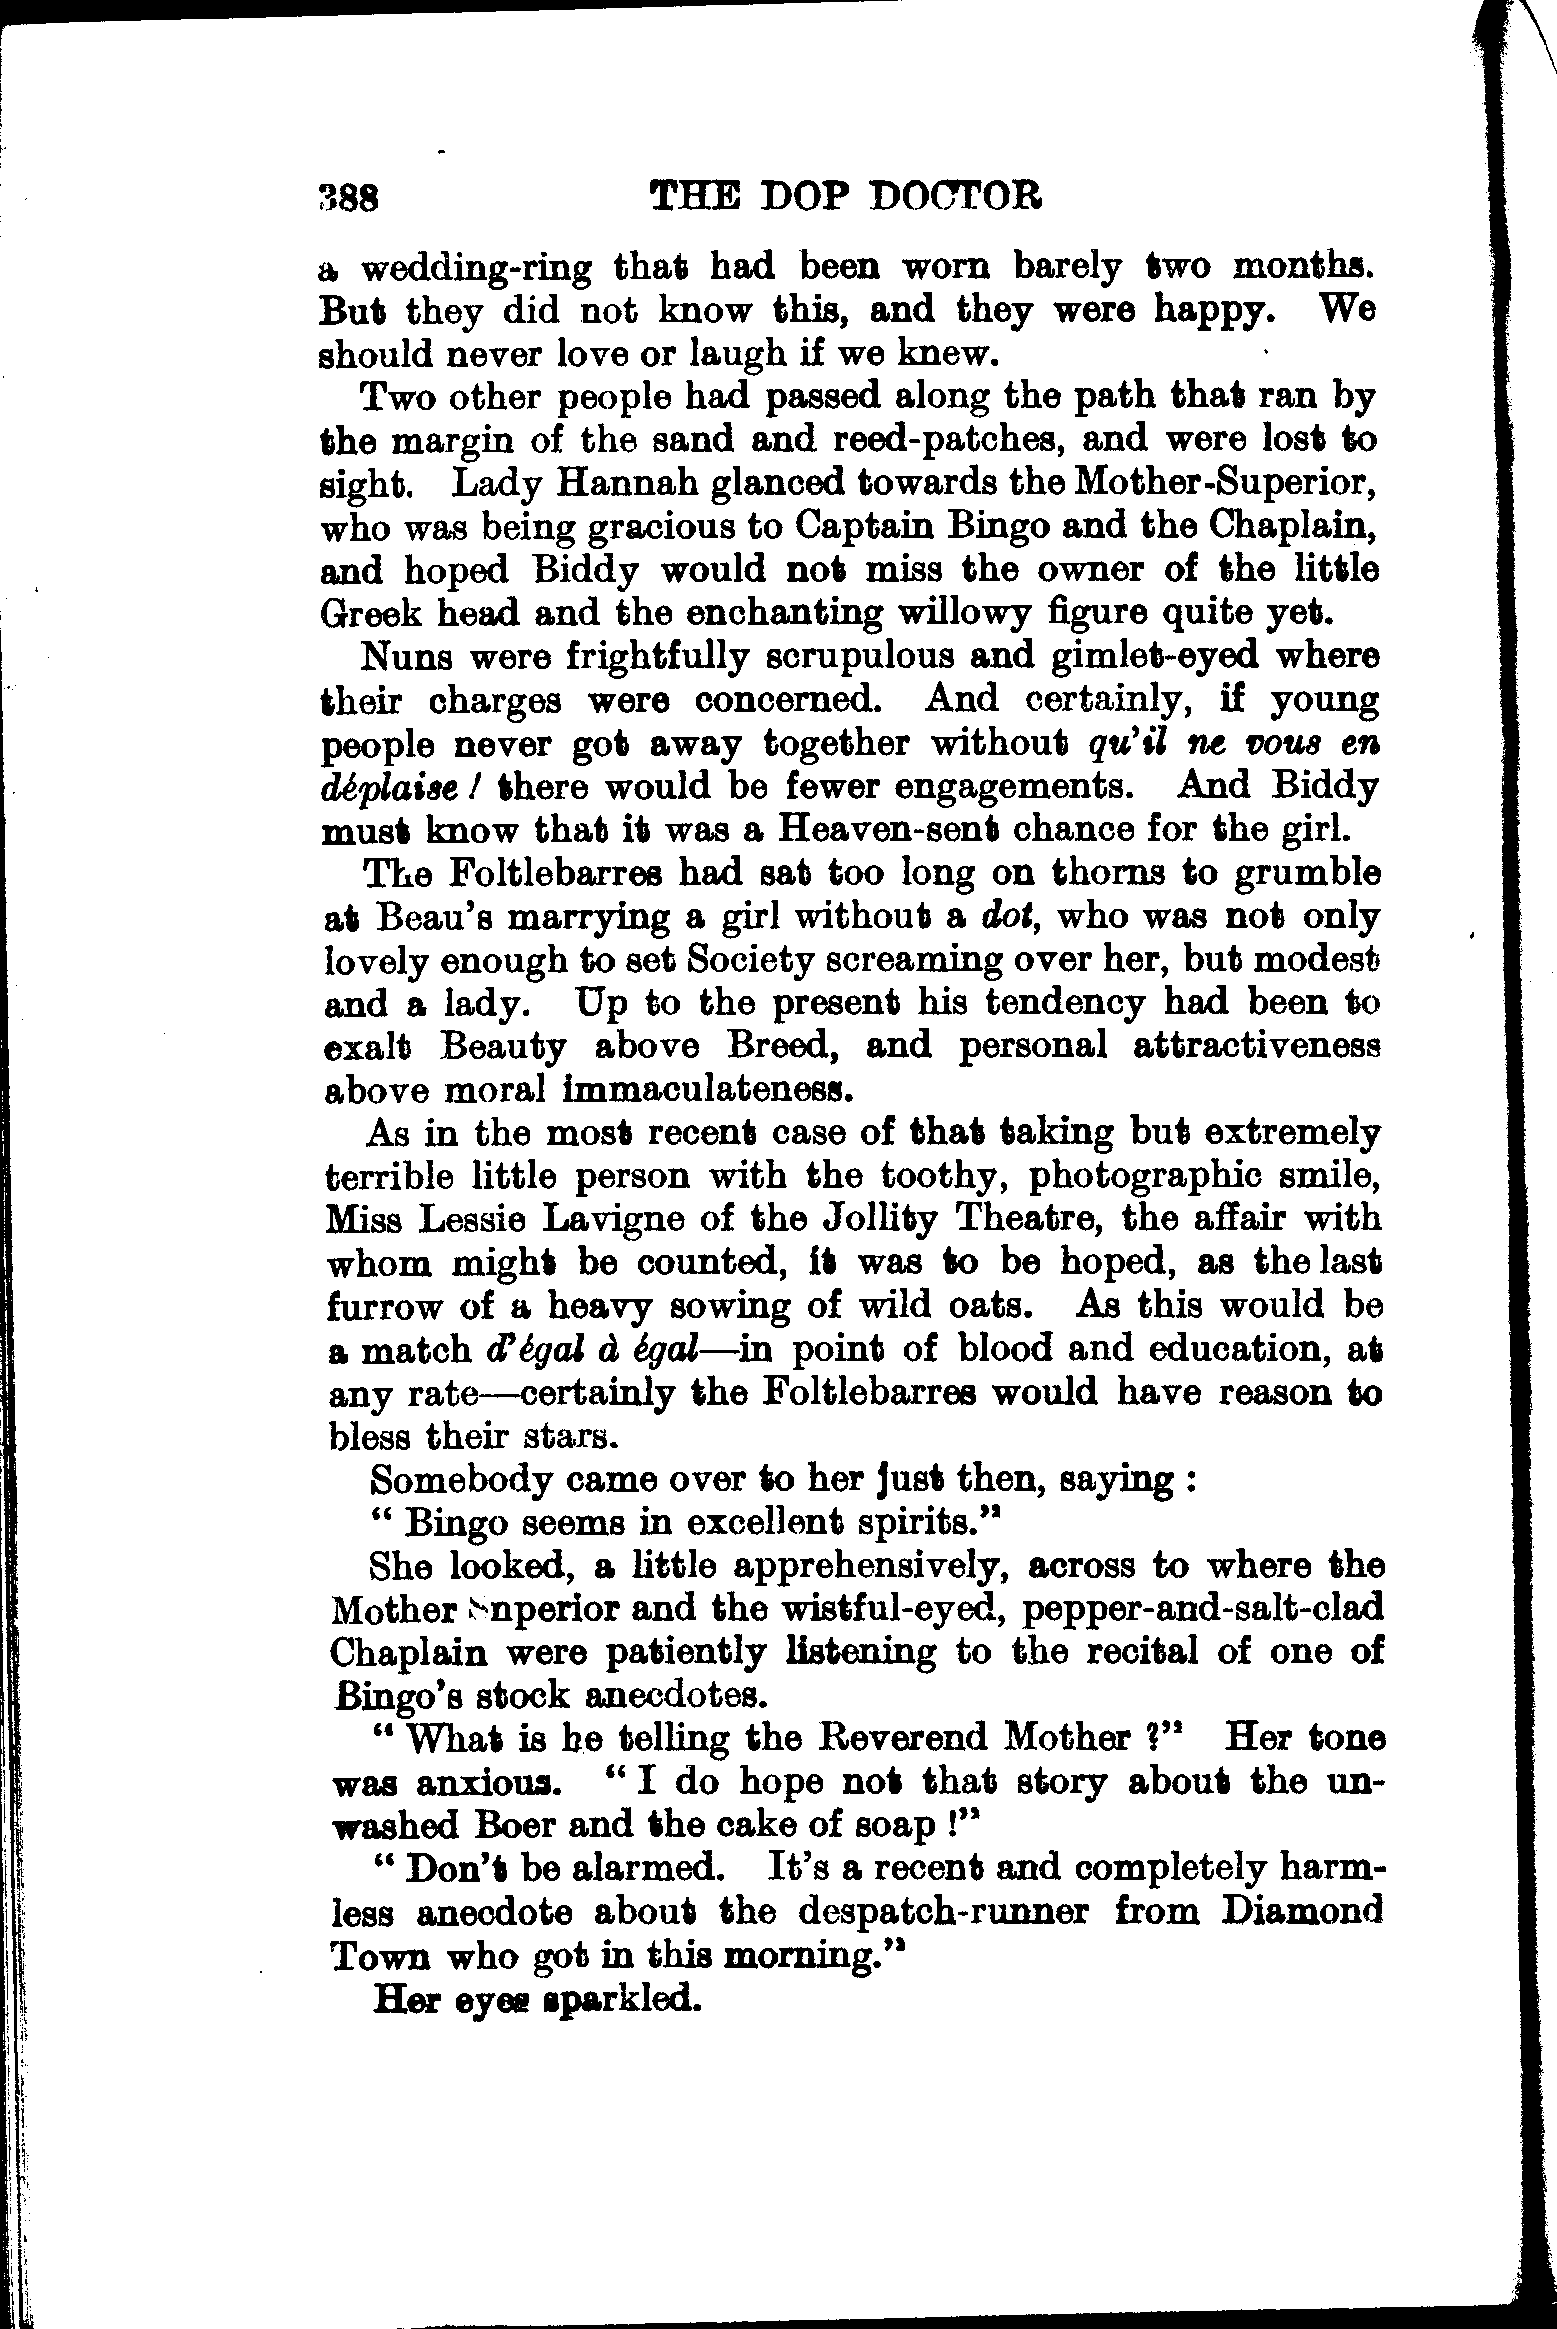 388 THE DOP DOCTOR
a wedding-ring that had been worn barely two months.
But they did not know this, and they were happy. We
should never love or laugh if we knew.
Two other people had passed along the path that ran by
the margin of the sand and reed-patches, and were lost to
sight. Lady Hannah glanced towards the Mother-Superior,
who was being gracious to Captain Bingo and the Chaplain,
and hoped Biddy would not miss the owner of the little
Greek head and the enchanting willowy figure quite yet.
Nuns were frightfully scrupulous and gimlet-eyed where
their charges were concerned. And certainly, if young
people never got away together without qu'il ne vous en
déplaise ! there would be fewer engagements. And Biddy
must know that it was a Heaven-sent chance for the girl.
The Foltlebarres had sat too long on thorns to grumble
at Beau's marrying a girl without a dot, who was not only
lovely enough to set Society screaming over her, but modest
and a lady. Up to the present his tendency had been to
exalt Beauty above Breed, and personal attractiveness
above moral immaculateness.
As in the most recent case of that taking but extremely
terrible little person with the toothy, photographic smile,
Miss Lessie Lavigne of the Jollity Theatre, the affair with
whom might be counted, it was to be hoped, as the last
furrow of a heavy sowing of wild oats. As this would be
a match d'égal à égal—in point of blood and education, at
any rate—certainly the Foltlebarres would have reason to
bless their stars.
Somebody came over to her just then, saying :
" Bingo seems in excellent spirits."
She looked, a little apprehensively, across to where the
Mother Superior and the wistful-eyed, pepper-and-salt-clad
Chaplain were patiently listening to the recital of one of
Bingo's stock anecdotes.
" What is he telling the Reverend Mother ?" Her tone
was anxious. " I do hope not that story about the un-
washed Boer and the cake of soap !"
" Don't be alarmed. It's a recent and completely harm-
less anecdote about the despatch-runner from Diamond
Town who got in this morning."
Her eyes sparkled.